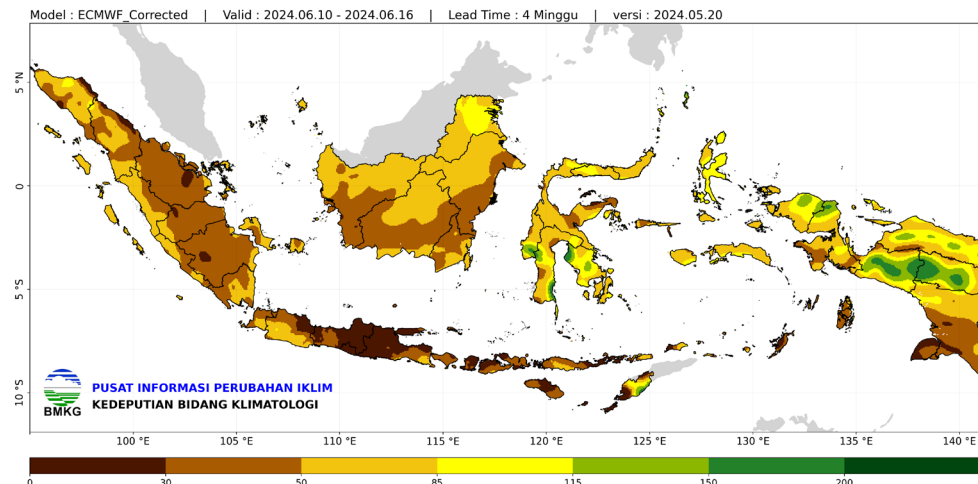 Model : ECMWF_Corrected | Valid : 2024.06.10 - 2024.06.16 | Lead Time : 4 Minggu | versi : 2024.05.20
5 °N
0
5 °S
10 °S
BMKG
PUSAT INFORMASI PERUBAHAN IKLIM
KEDEPUTIAN BIDANG KLIMATOLOGI
100 °E 105 °E 110 °E 115 °E 120 °E 125 °E 130 °E 135 °E 140 °E
0 30 50 85 115 150 200